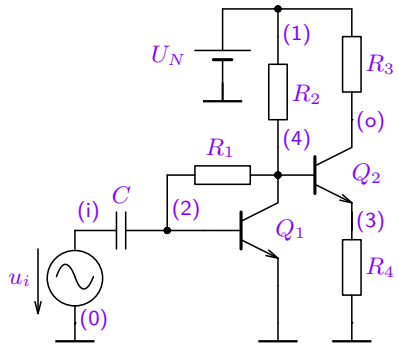 (1)
U_N
R_3
R_2
(o)
(4)
R_1
Q_2
C
(i)
(2)
(3)
Q_1
u_i
R_4
(0)